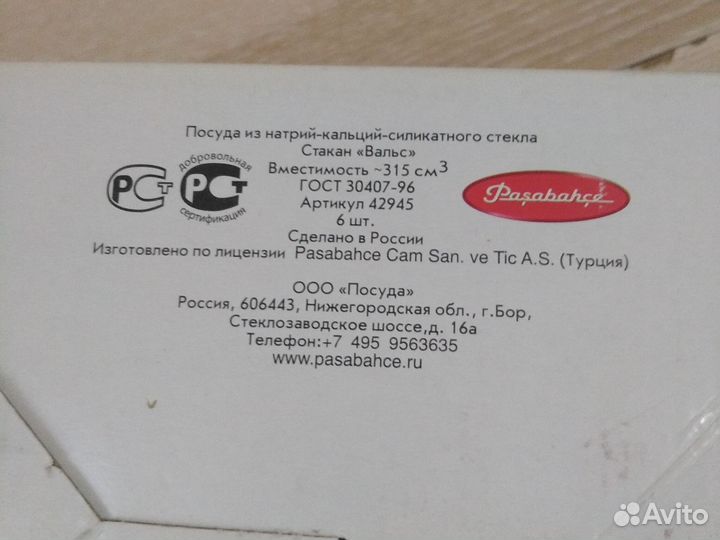 Посуда из натрий-кальций-силикатного стекла
Стакан «Вальс»
добровольная
РСТ
РСТ
сертификация
Вместимость ~315 см3
ГОСТ 30407-96
Артикул 42945
6 шт.
Paşabahçe
Сделано в России
Изготовлено по лицензии Pasabahce Cam San. ve Tic A.S. (Турция)
ООО «Посуда»
Россия, 606443, Нижегородская обл., г.Бор,
Стеклозаводское шоссе,д. 16а
Телефон:+7 495 9563635
www.pasabahce.ru
Avito